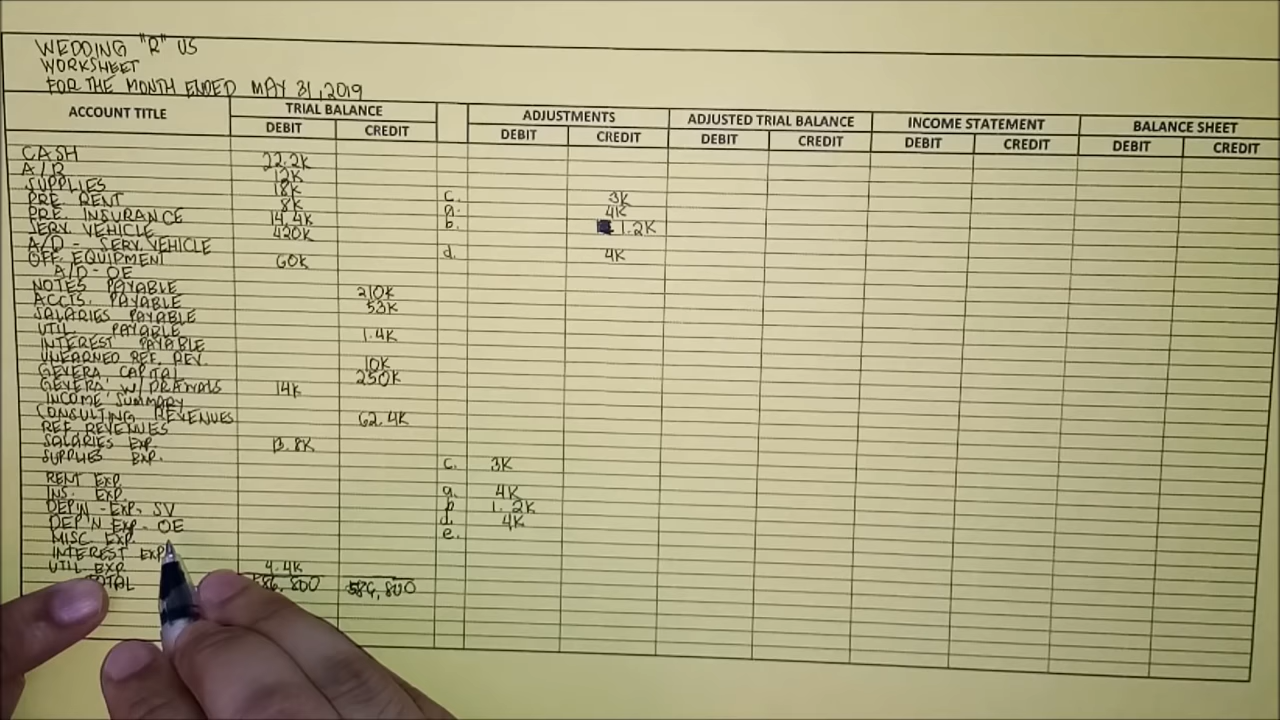 WEDDING "R" US
WORKSHEET
FOR THE MONTH ENDED MAY 31, 2019
ACCOUNT TITLE TRIAL BALANCE ADJUSTMENTS ADJUSTED TRIAL BALANCE INCOME STATEMENT BALANCE SHEET
DEBIT CREDIT DEBIT CREDIT DEBIT CREDIT DEBIT CREDIT DEBIT CREDIT
CASH 22.2K
A/R 12K
SUPPLIES 18K c. 3K
PRE. RENT 8K a. 4K
PRE. INSURANCE 14.4K b. 1.2K
SERV. VEHICLE 420K
A/D - SERV. VEHICLE d. 4K
OFF. EQUIPMENT 60K
A/D - OE
NOTES PAYABLE 210K
ACCTS. PAYABLE 53K
SALARIES PAYABLE
UTIL. PAYABLE 1.4K
INTEREST PAYABLE
UNEARNED REF. REV. 10K
GEVERA CAPITAL 250K
GEVERA W/DRAWALS 14K
INCOME SUMMARY
CONSULTING REVENUES 62.4K
REF. REVENUES
SALARIES EXP. 13.8K
SUPPLIES EXP. c. 3K
RENT EXP. a. 4K
INS. EXP. b. 1.2K
DEP'N - EXP. SV d. 4K
DEP'N EXP - OE e.
MISC. EXP.
INTEREST EXP
UTIL EXP. 4.4K
TOTAL 586,800 586,800